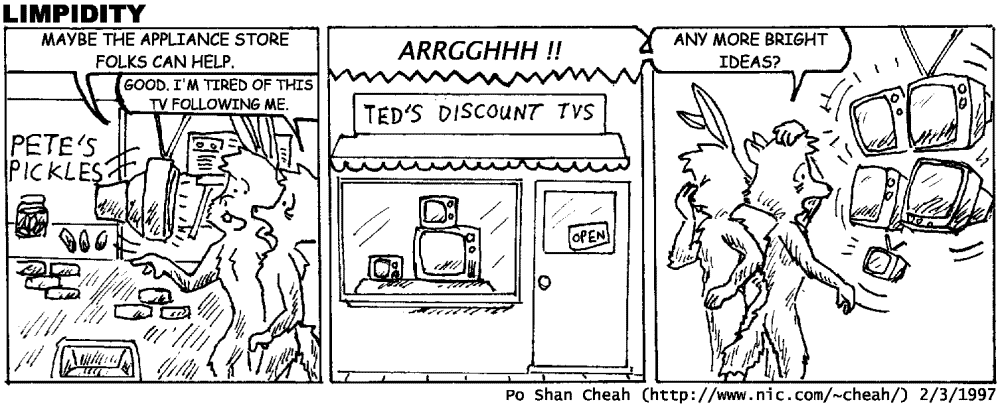 LIMPIDITY
MAYBE THE APPLIANCE STORE
FOLKS CAN HELP.
GOOD. I'M TIRED OF THIS
TV FOLLOWING ME.
PETE'S
PICKLES
ARRGGHHH !!
TED'S DISCOUNT TVS
OPEN
ANY MORE BRIGHT
IDEAS?
Po Shan Cheah (http://www.nic.com/~cheah/) 2/3/1997